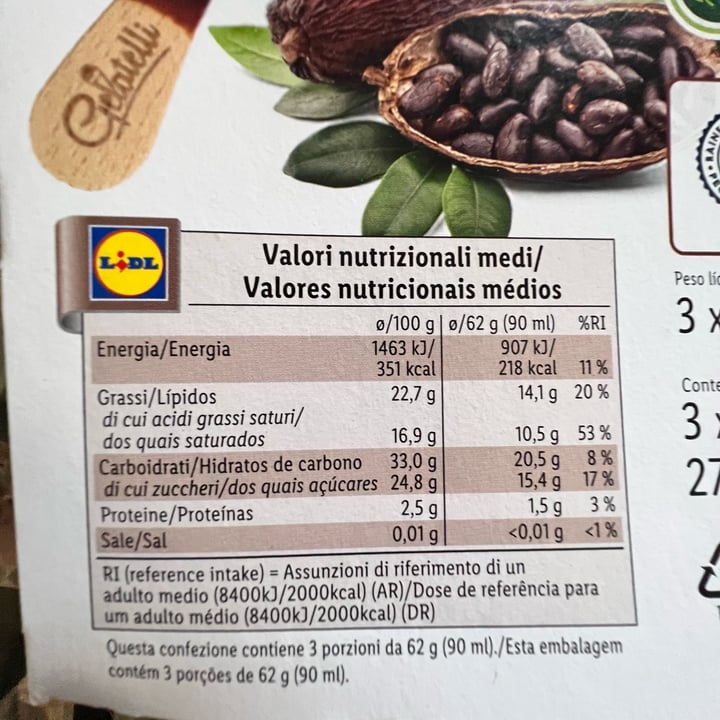 Gelatelli
LIDL
Valori nutrizionali medi/
Valores nutricionais médios
ø/100 g ø/62 g (90 ml) %RI
Energia/Energia 1463 kJ/ 907 kJ/
351 kcal 218 kcal 11 %
Grassi/Lípidos 22,7 g 14,1 g 20 %
di cui acidi grassi saturi/
dos quais saturados 16,9 g 10,5 g 53 %
Carboidrati/Hidratos de carbono 33,0 g 20,5 g 8 %
di cui zuccheri/dos quais açúcares 24,8 g 15,4 g 17 %
Proteine/Proteínas 2,5 g 1,5 g 3 %
Sale/Sal 0,01 g <0,01 g <1 %
RI (reference intake) = Assunzioni di riferimento di un
adulto medio (8400kJ/2000kcal) (AR)/Dose de referência para
um adulto médio (8400kJ/2000kcal) (DR)
Questa confezione contiene 3 porzioni da 62 g (90 ml)./Esta embalagem
contém 3 porções de 62 g (90 ml).
Peso
3 x
3
27